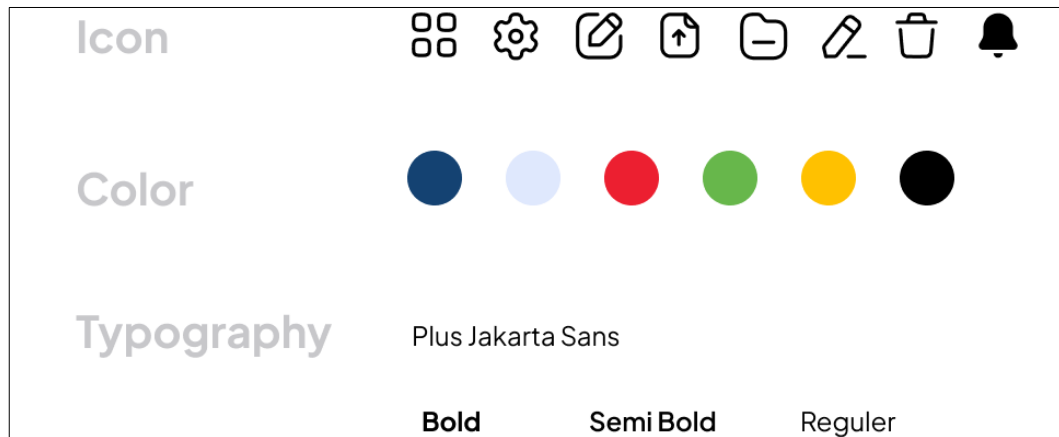 Icon
Color
Typography
Plus Jakarta Sans
Bold Semi Bold Reguler